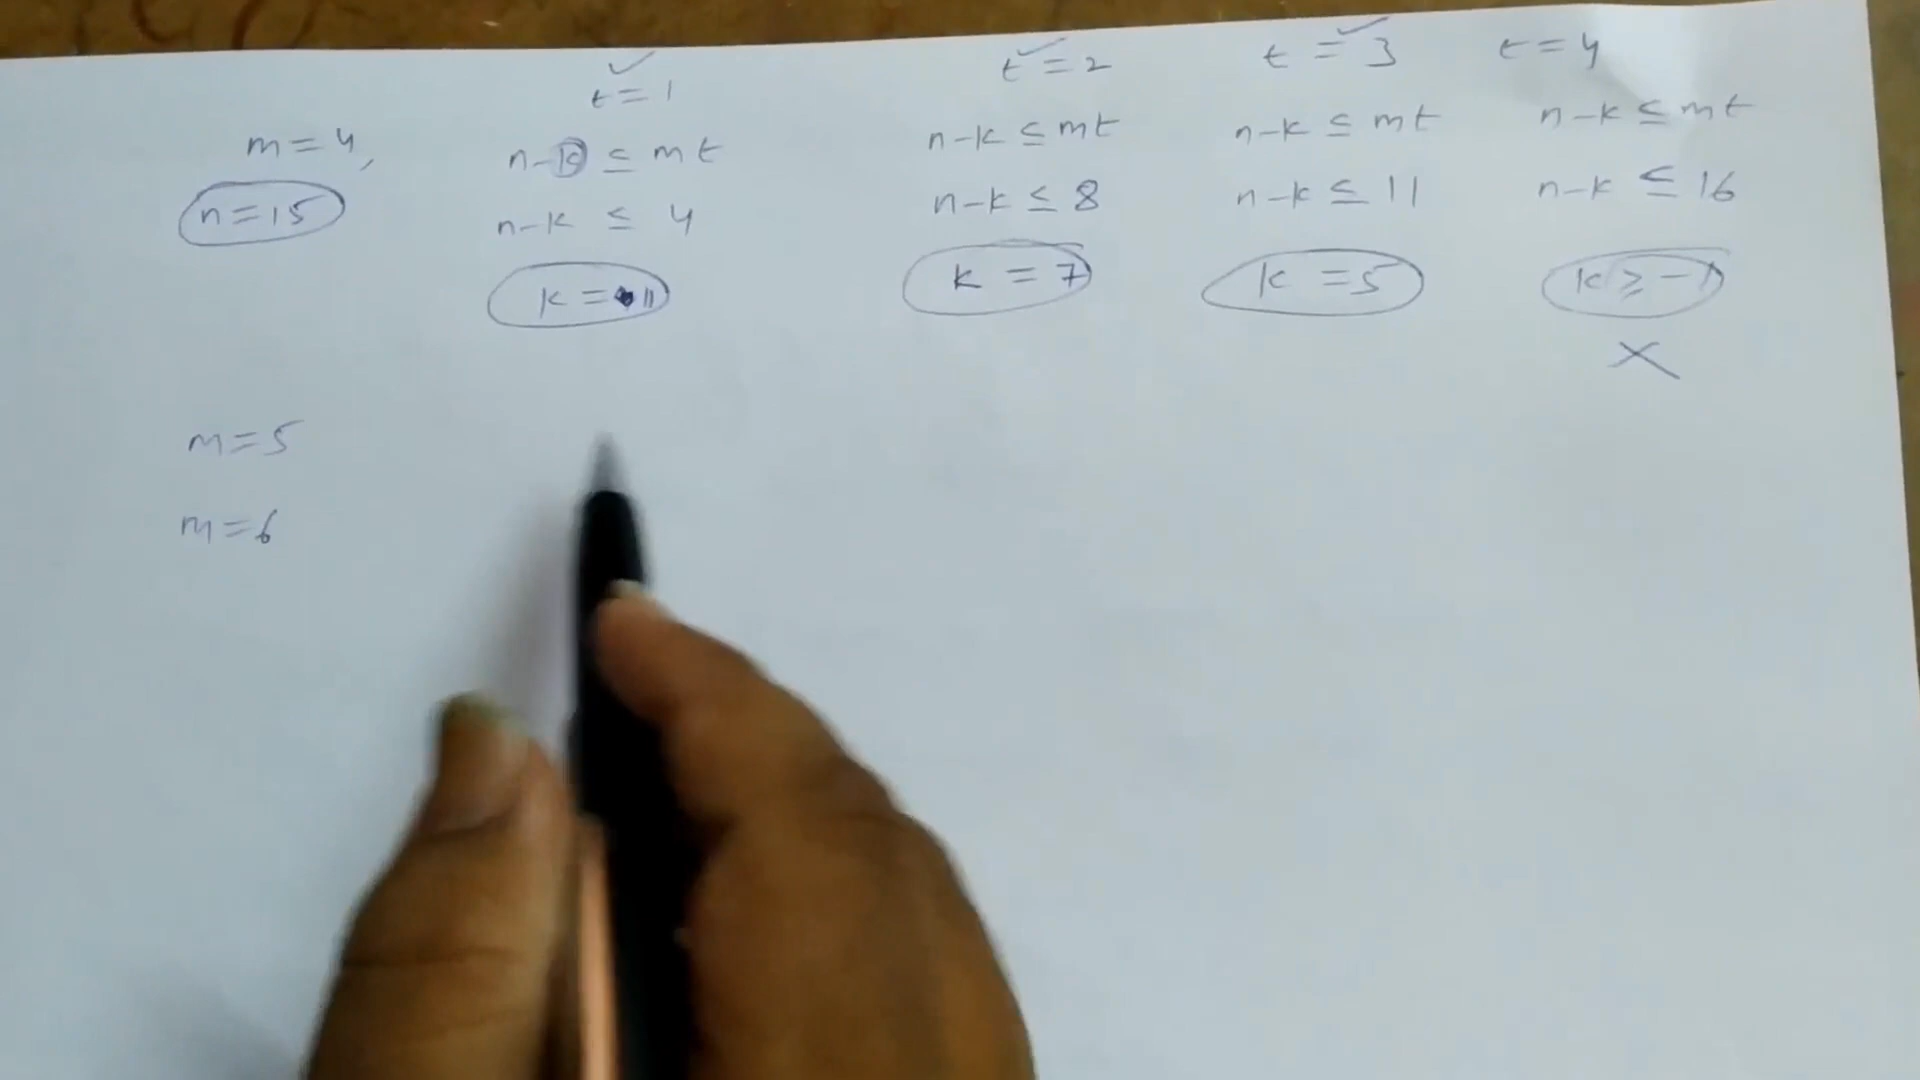 m=4,
n=15
t=1
n-k ≤ mt
n-k ≤ 4
k = 11
t=2
n-k ≤ mt
n-k ≤ 8
k = 7
t=3
n-k ≤ mt
n-k ≤ 11
k=5
t=4
n-k ≤ mt
n-k ≤ 16
k ≥ -1
X
m=5
m=6